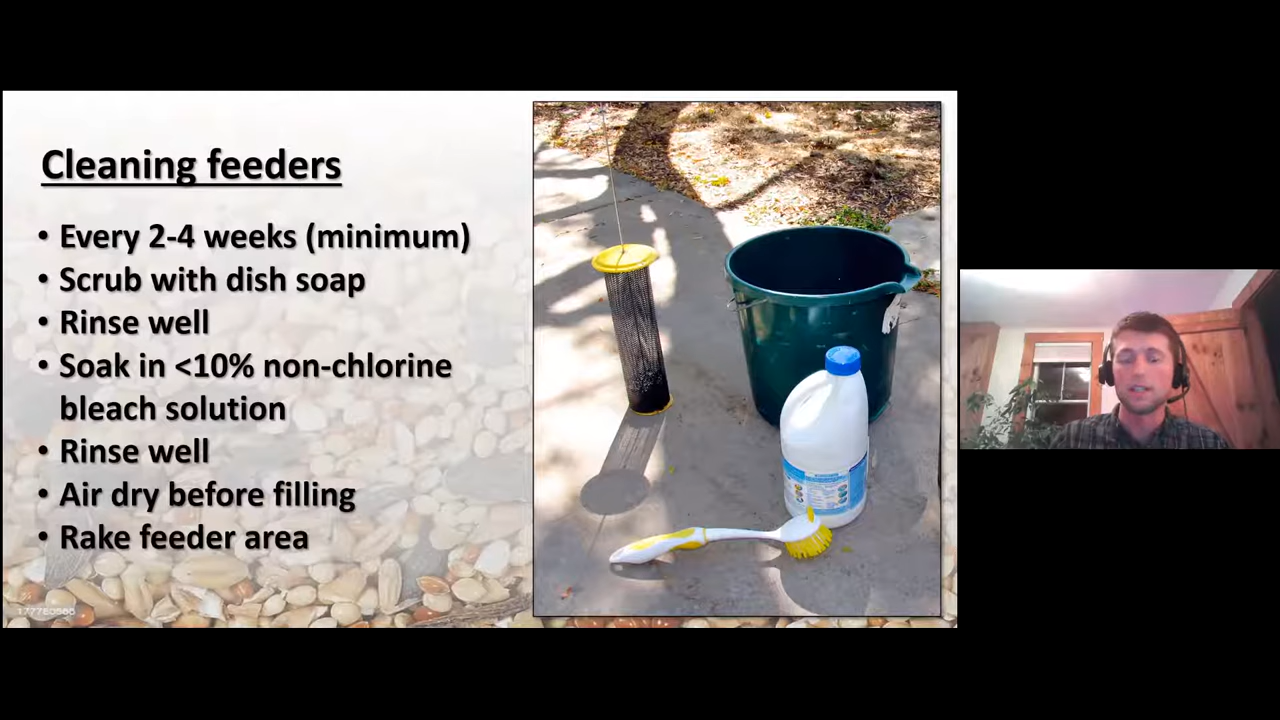 Cleaning feeders
• Every 2-4 weeks (minimum)
• Scrub with dish soap
• Rinse well
• Soak in <10% non-chlorine
bleach solution
• Rinse well
• Air dry before filling
• Rake feeder area